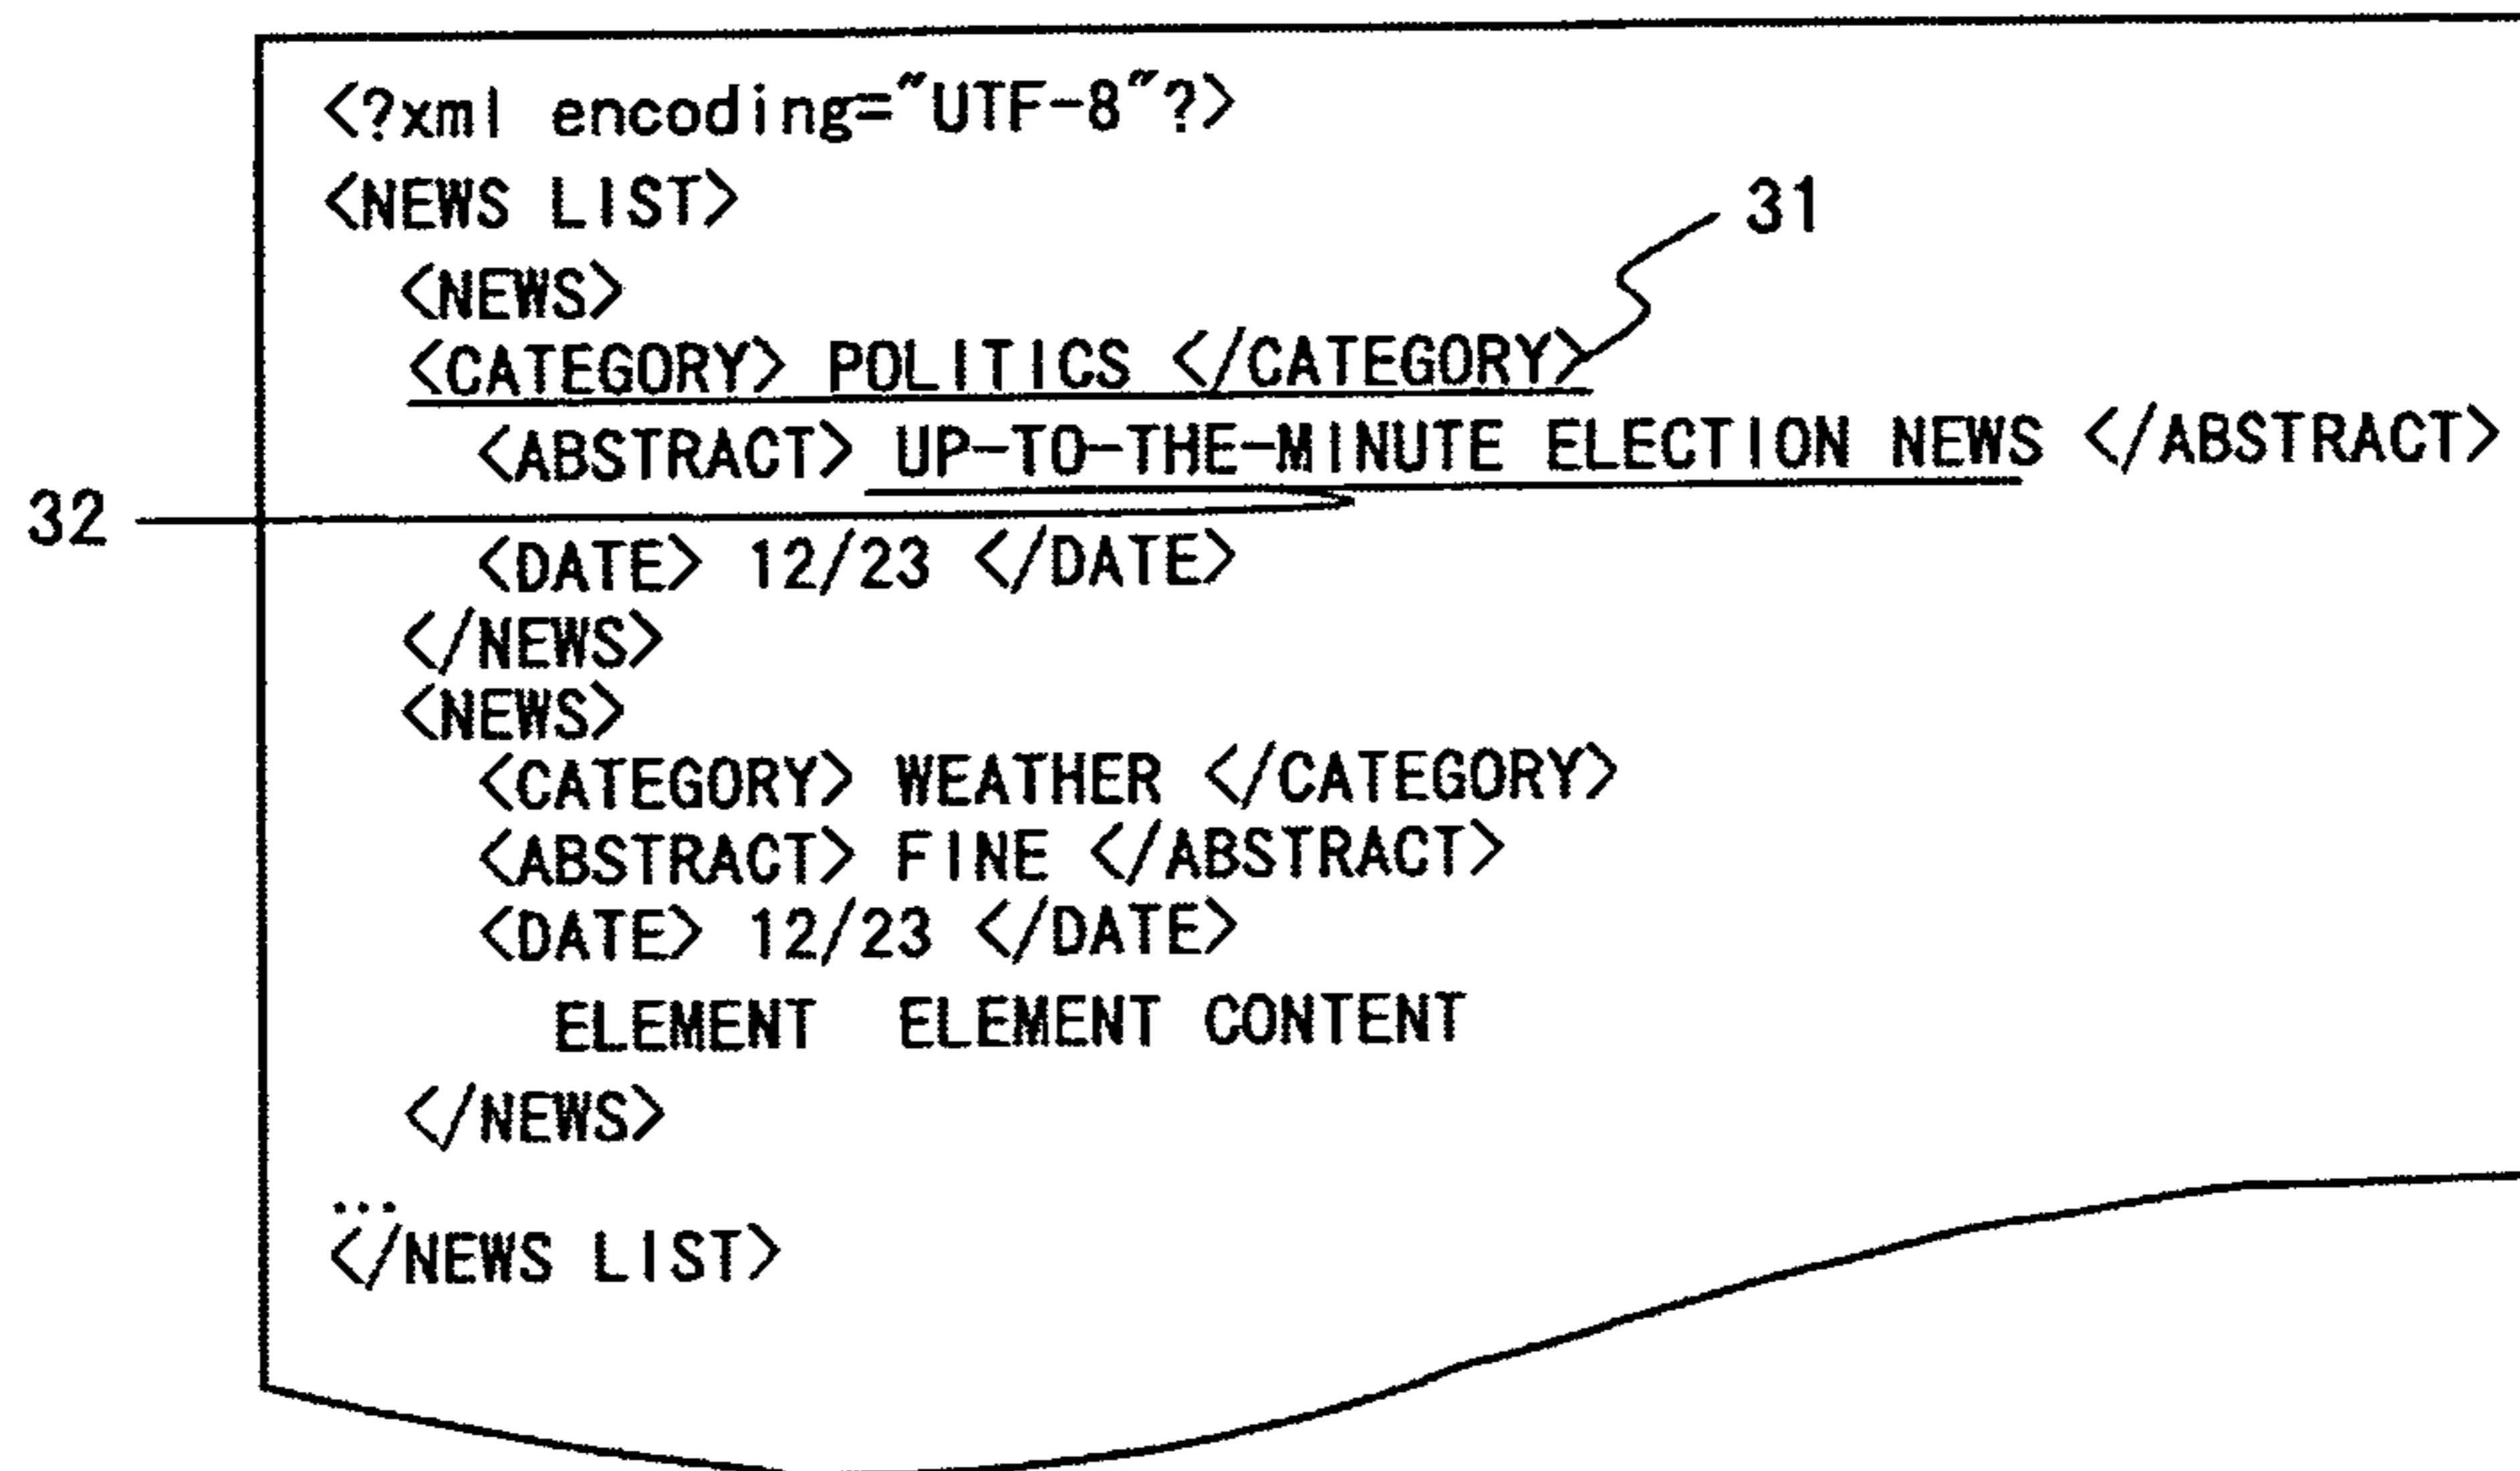 <?xml encoding="UTF-8"?>
<NEWS LIST>
31
<NEWS>
<CATEGORY> POLITICS </CATEGORY>
<ABSTRACT> UP-TO-THE-MINUTE ELECTION NEWS </ABSTRACT>
32
<DATE> 12/23 </DATE>
</NEWS>
<NEWS>
<CATEGORY> WEATHER </CATEGORY>
<ABSTRACT> FINE </ABSTRACT>
<DATE> 12/23 </DATE>
ELEMENT ELEMENT CONTENT
</NEWS>
...
</NEWS LIST>